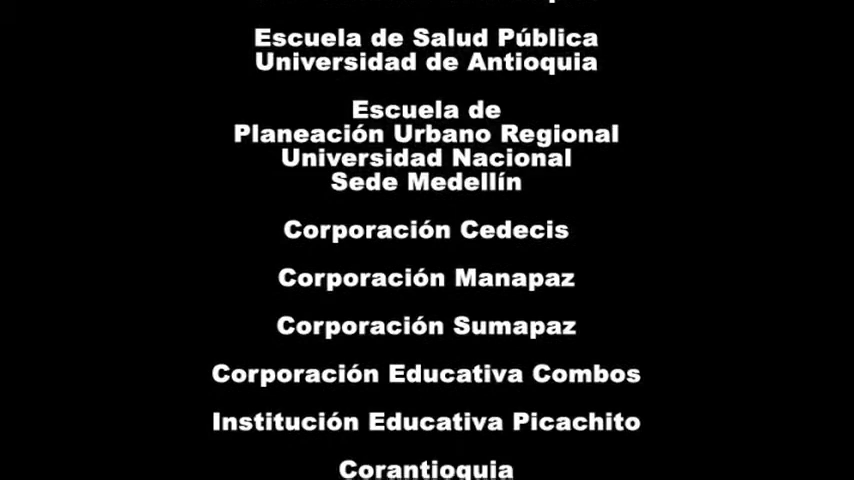 Escuela de Salud Pública
Universidad de Antioquia
Escuela de
Planeación Urbano Regional
Universidad Nacional
Sede Medellín
Corporación Cedecis
Corporación Manapaz
Corporación Sumapaz
Corporación Educativa Combos
Institución Educativa Picachito
Corantioquia